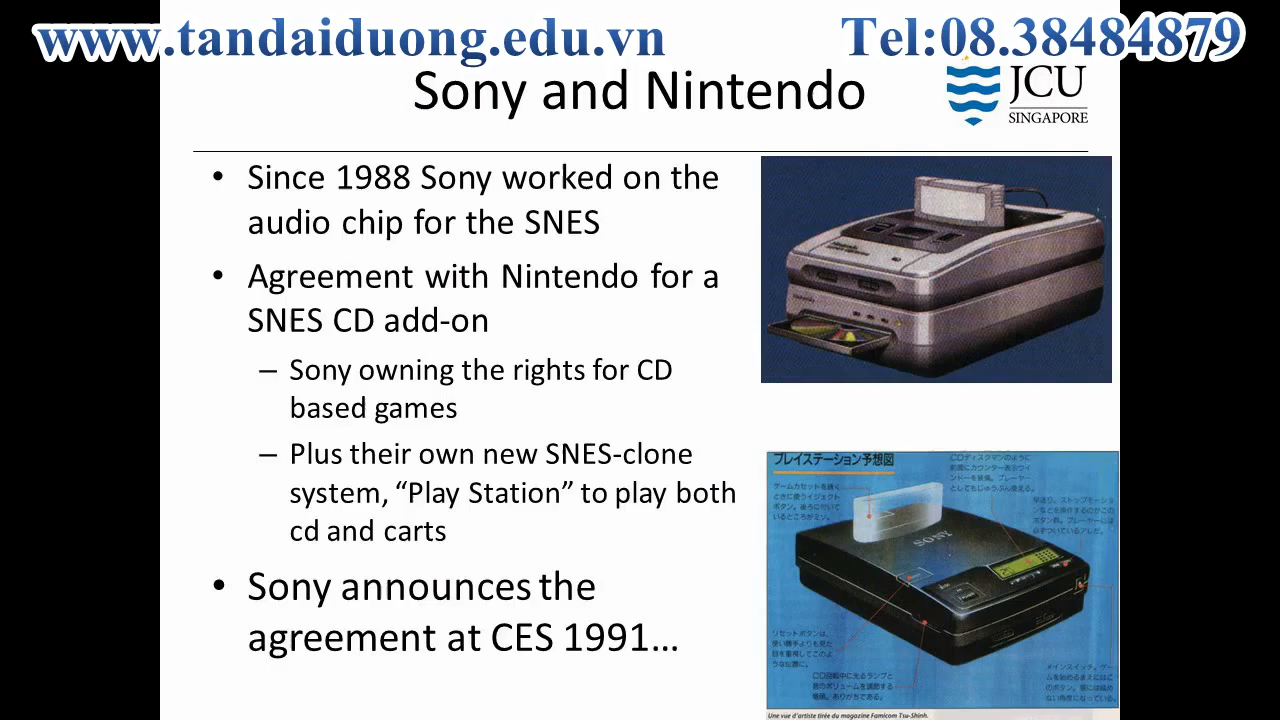 www.tandaiduong.edu.vn
Tel:08.38484879
Sony and Nintendo
JCU
SINGAPORE
• Since 1988 Sony worked on the
audio chip for the SNES
• Agreement with Nintendo for a
SNES CD add-on
– Sony owning the rights for CD
based games
– Plus their own new SNES-clone
system, “Play Station” to play both
cd and carts
• Sony announces the
agreement at CES 1991…
プレイステーション予想図
SONY
Une vue d'artiste tirée du magazine Famicom Tsu-Shinh.